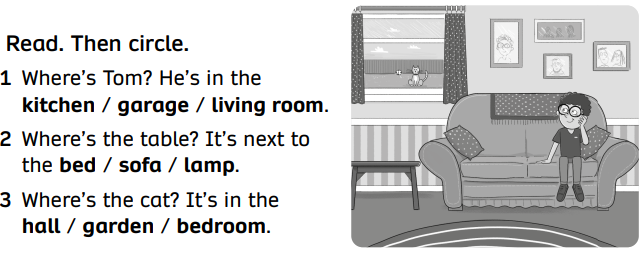 Read. Then circle.
1 Where's Tom? He's in the
kitchen / garage / living room.
2 Where's the table? It's next to
the bed / sofa / lamp.
3 Where's the cat? It's in the
hall / garden / bedroom.